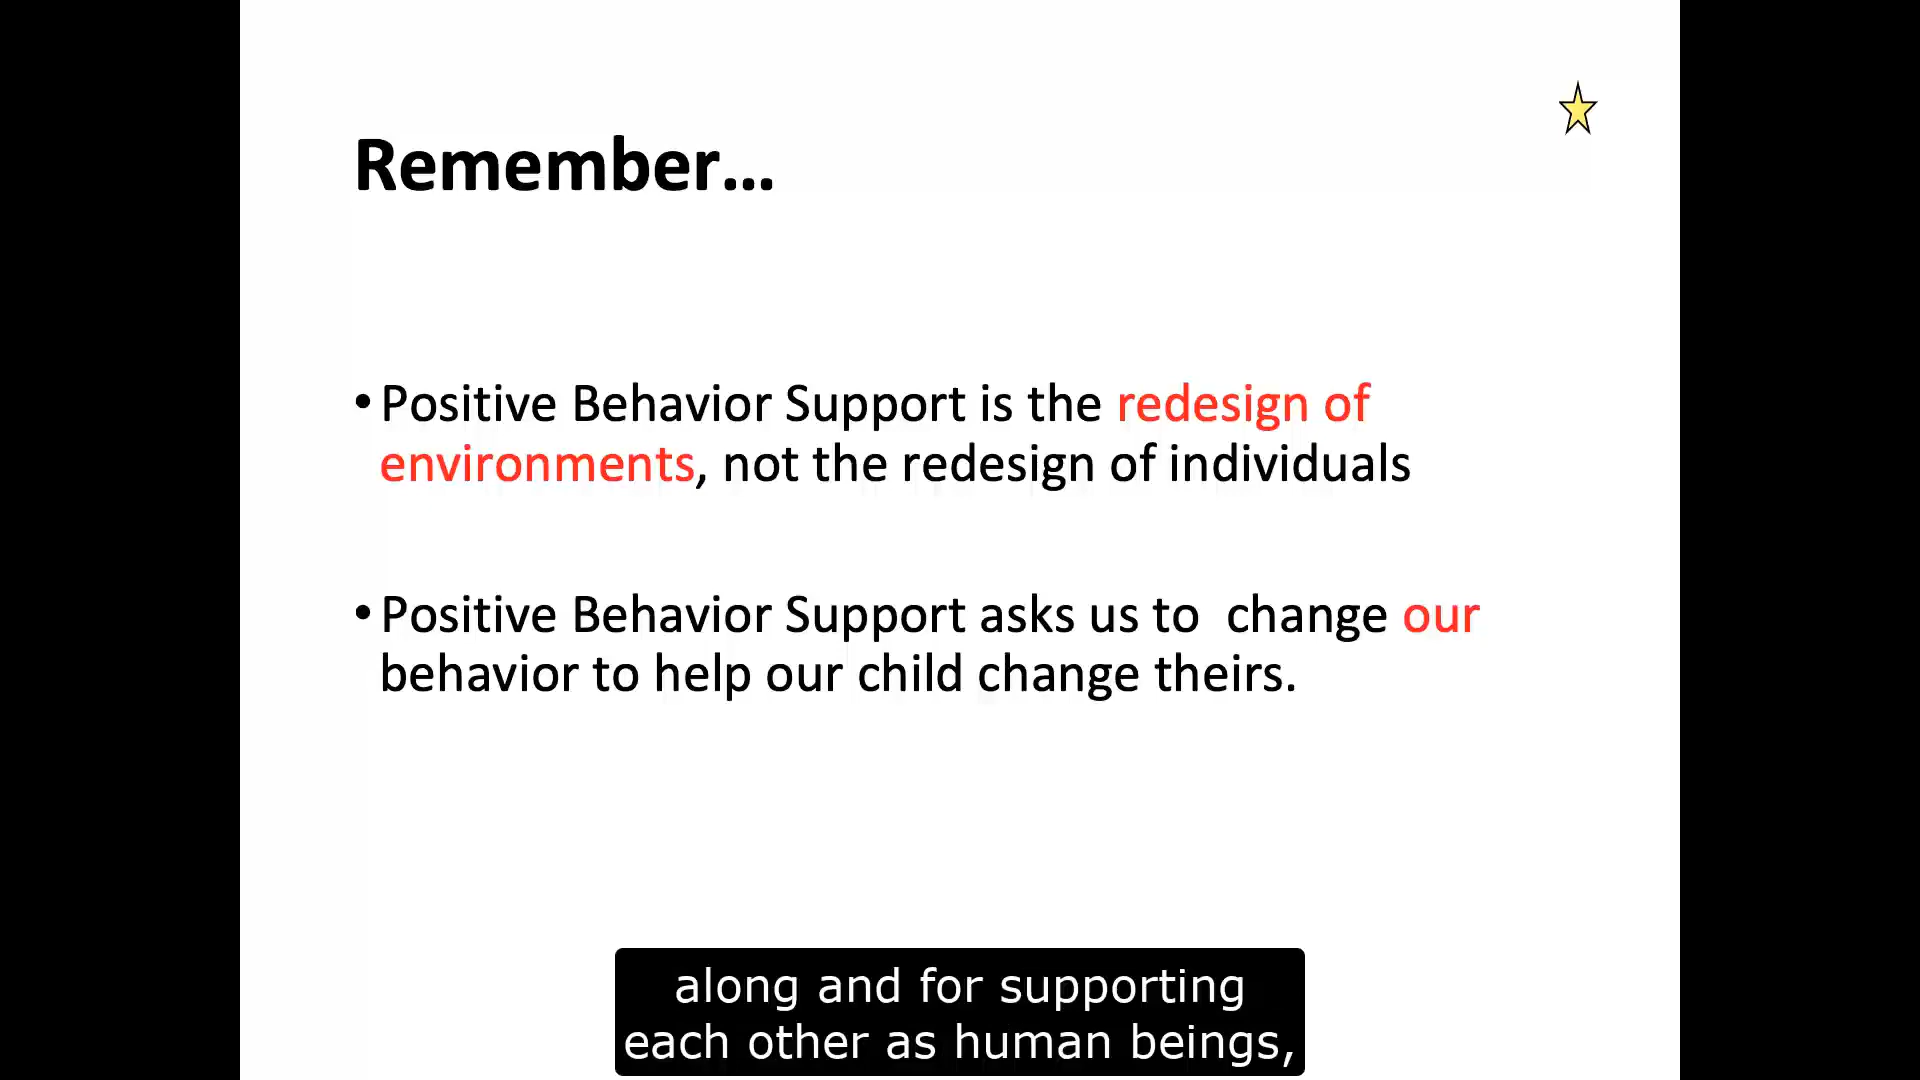 Remember...
•Positive Behavior Support is the redesign of
environments, not the redesign of individuals
•Positive Behavior Support asks us to  change our
behavior to help our child change theirs.
along and for supporting
each other as human beings,